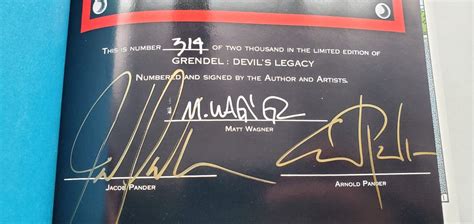 THIS IS NUMBER 314 OF TWO THOUSAND IN THE LIMITED EDITION OF
GRENDEL: DEVIL'S LEGACY
NUMBERED AND SIGNED BY THE AUTHOR AND ARTISTS.
M. WAGNER
MATT WAGNER
JACOB PANDER
ARNOLD PANDER